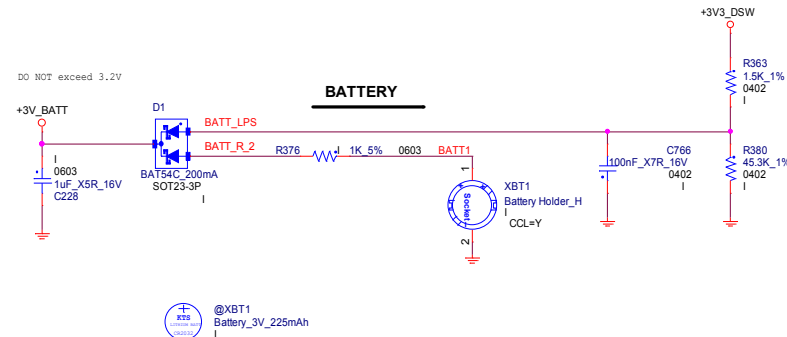 +3V3_DSW
DO NOT exceed 3.2V
BATTERY
R363
1.5K_1%
0402
I
+3V_BATT
D1
BATT_LPS
BATT_R_2
R376
I
1K_5%
0603
BATT1
I
0603
1uF_X5R_16V
C228
BAT54C_200mA
SOT23-3P
I
1
Socket
2
XBT1
Battery Holder_H
I
CCL=Y
C766
100nF_X7R_16V
0402
I
R380
45.3K_1%
0402
I
+
KTS
CR2032
@XBT1
Battery_3V_225mAh
I